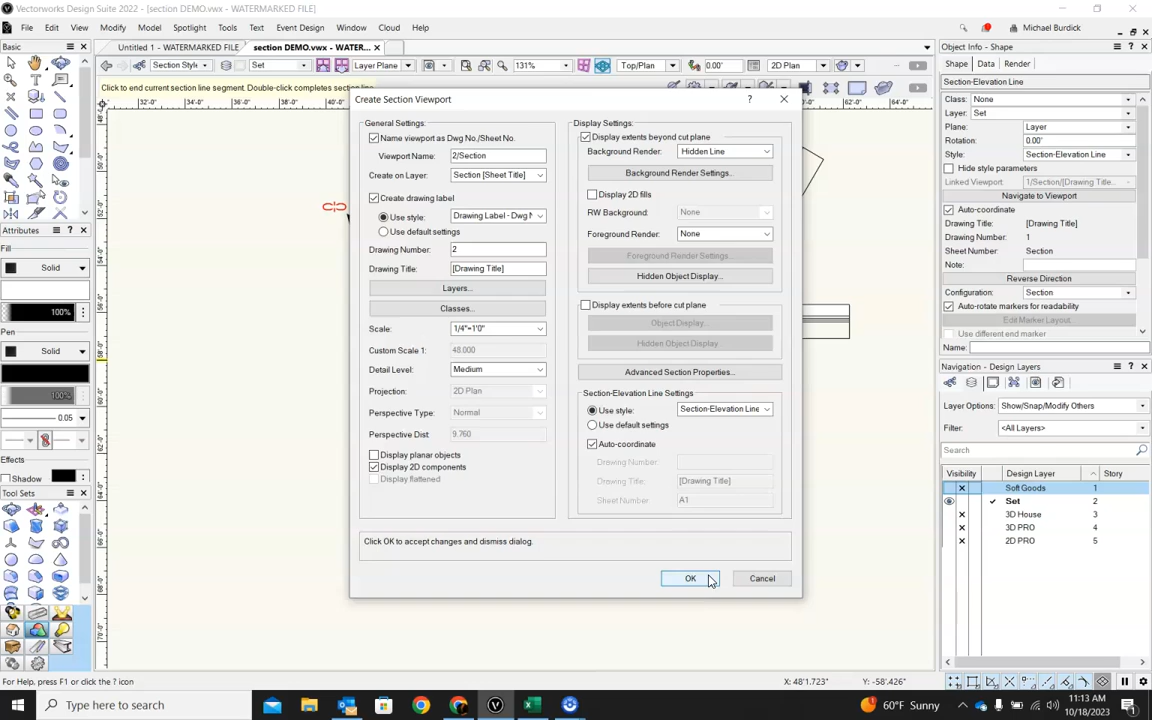 Vectorworks Design Suite 2022 - [section DEMO.vwx - WATERMARKED FILE]
File Edit View Modify Model Spotlight Tools Text Event Design Window Cloud Help
Michael Burdick
Basic
Untitled 1 - WATERMARKED FILE
section DEMO.vwx - WATER...
Object Info - Shape
Section Style
Set
Layer Plane
131%
Top/Plan
0.00°
2D Plan
Shape Data Render
Click to end current section line segment. Double-click completes section
Section-Elevation Line
Create Section Viewport
Class: None
Layer: Set
Plane: Layer
Rotation: 0.00°
Style: Section-Elevation Line
Hide style parameters
Linked Viewport: 1/Section/[Drawing Title...
Navigate to Viewport
Auto-coordinate
Drawing Title: [Drawing Title]
Drawing Number: 1
Sheet Number: Section
Note:
Reverse Direction
Configuration: Section
Auto-rotate markers for readability
Edit Marker Layout...
Use different end marker
Name:
General Settings:
Name viewport as Dwg No./Sheet No.
Viewport Name: 2/Section
Create on Layer: Section [Sheet Title]
Create drawing label
Use style: Drawing Label - Dwg N
Use default settings
Drawing Number: 2
Drawing Title: [Drawing Title]
Layers...
Classes...
Scale: 1/4"=1'0"
Custom Scale 1: 48.000
Detail Level: Medium
Projection: 2D Plan
Perspective Type: Normal
Perspective Dist 9.760
Display planar objects
Display 2D components
Display flattened
Display Settings:
Display extents beyond cut plane
Background Render: Hidden Line
Background Render Settings...
Display 2D fills
RW Background: None
Foreground Render: None
Foreground Render Settings...
Hidden Object Display...
Display extents before cut plane
Object Display...
Hidden Object Display
Advanced Section Properties...
Section-Elevation Line Settings
Use style: Section-Elevation Line
Use default settings
Auto-coordinate
Drawing Number:
Drawing Title: [Drawing Title]
Sheet Number A1
Click OK to accept changes and dismiss dialog.
OK Cancel
Attributes
Fill
Solid
100%
Pen
Solid
100%
0.05
Effects
Shadow
Tool Sets
Navigation - Design Layers
Layer Options: Show/Snap/Modify Others
Filter: <All Layers>
Search
Visibility Design Layer # Story
Soft Goods 1
Set 2
3D House 3
3D PRO 4
2D PRO 5
For Help, press F1 or click the ? icon
X: 48'1.723" Y: -58'.426"
Type here to search
60°F Sunny
11:13 AM
10/18/2023